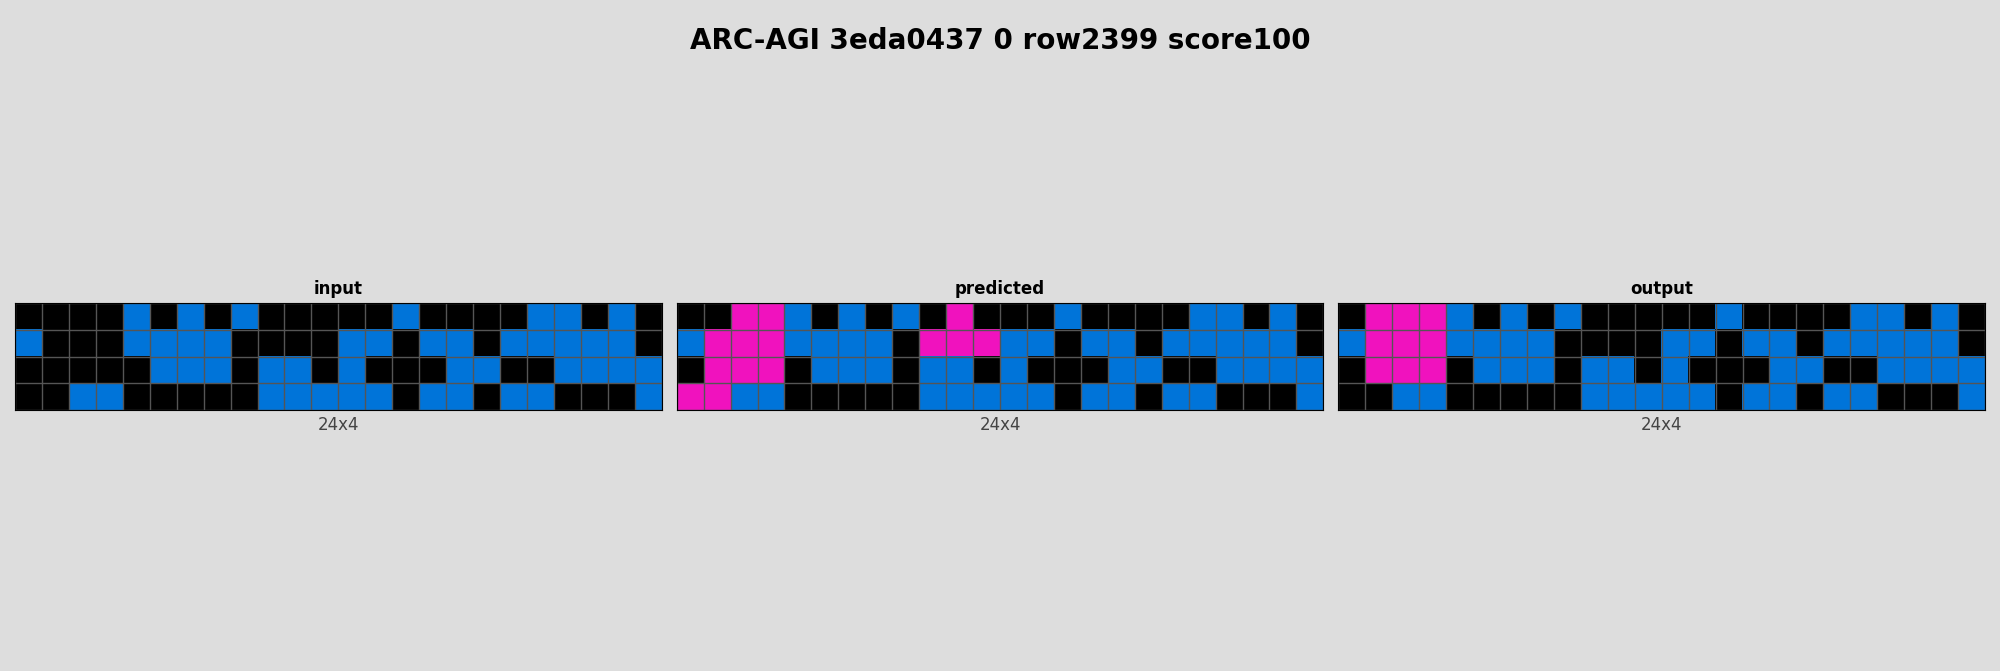 ARC-AGI 3eda0437 0 row2399 score100
input
predicted
output
24x4
24x4
24x4